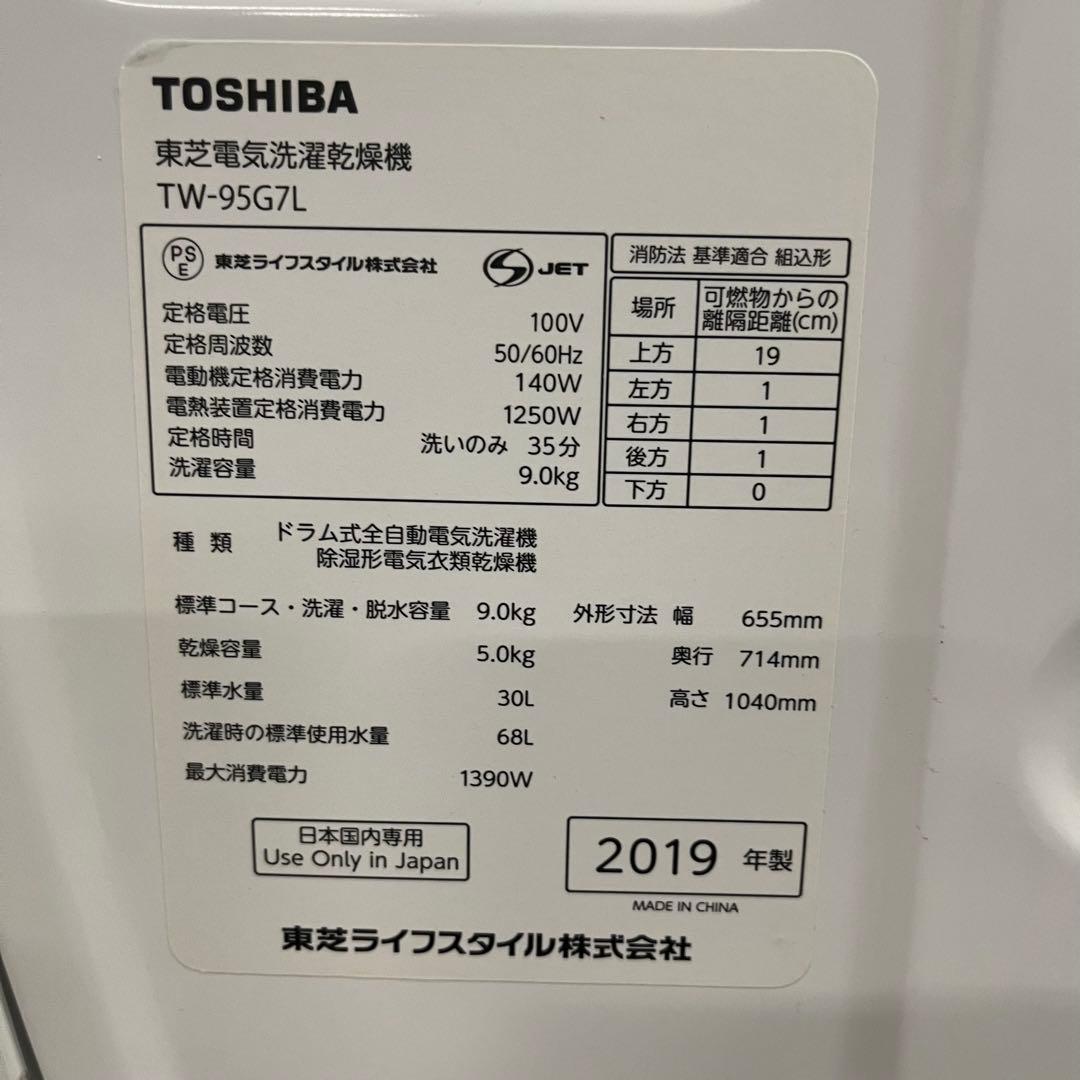 TOSHIBA
東芝電気洗濯乾燥機
TW-95G7L
PSE 東芝ライフスタイル株式会社 S JET
定格電圧 100V
定格周波数 50/60Hz
電動機定格消費電力 140W
電熱装置定格消費電力 1250W
定格時間 洗いのみ 35分
洗濯容量 9.0kg
消防法 基準適合 組込形
場所 可燃物からの
離隔距離(cm)
上方 19
左方 1
右方 1
後方 1
下方 0
種類 ドラム式全自動電気洗濯機
除湿形電気衣類乾燥機
標準コース・洗濯・脱水容量 9.0kg
乾燥容量 5.0kg
標準水量 30L
洗濯時の標準使用水量 68L
最大消費電力 1390W
外形寸法 幅 655mm
奥行 714mm
高さ 1040mm
日本国内専用
Use Only in Japan
2019 年製
MADE IN CHINA
東芝ライフスタイル株式会社